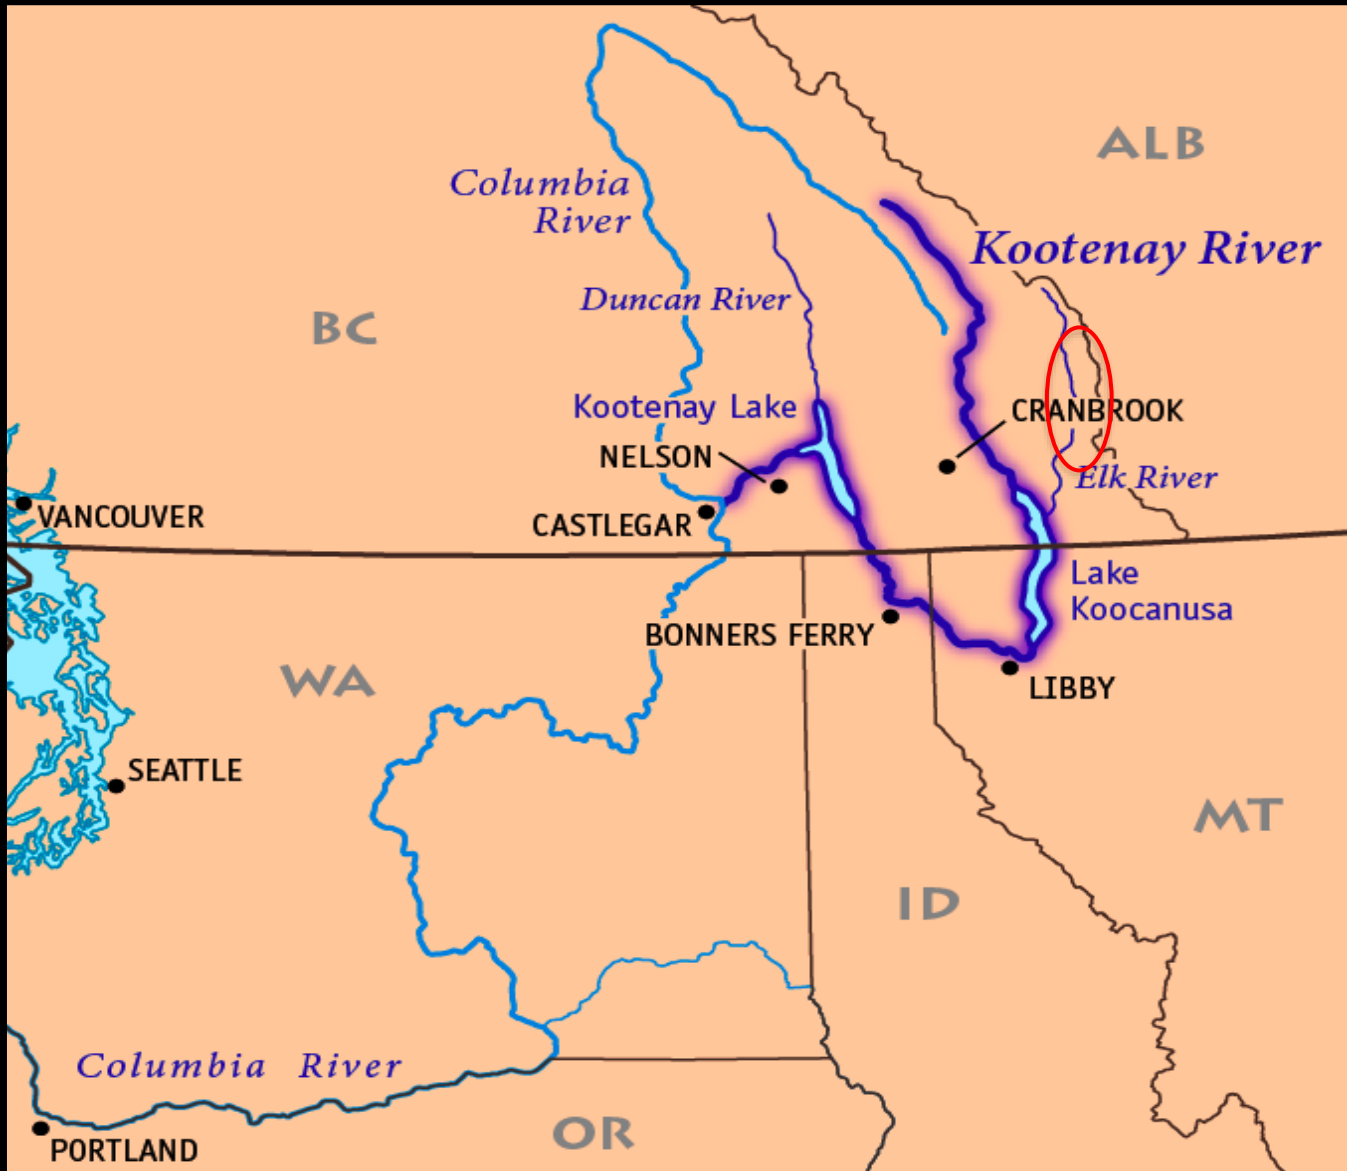 ALB
Columbia
River
Kootenay River
Duncan River
BC
Kootenay Lake
CRANBROOK
NELSON
Elk River
VANCOUVER
CASTLEGAR
Lake
Koocanusa
BONNERS FERRY
WA
LIBBY
SEATTLE
MT
ID
Columbia River
OR
PORTLAND